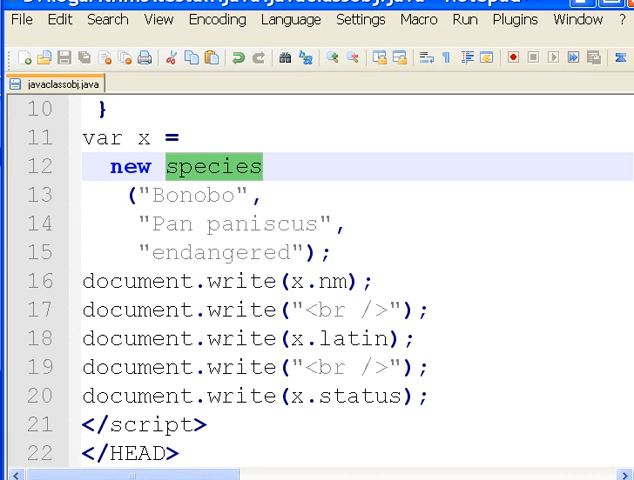 File Edit Search View Encoding Language Settings Macro Run Plugins Window ?
javaclassobj.java
10 }
11 var x =
12 new species
13 ("Bonobo",
14 "Pan paniscus",
15 "endangered");
16 document.write(x.nm);
17 document.write("<br />");
18 document.write(x.latin);
19 document.write("<br />");
20 document.write(x.status);
21 </script>
22 </HEAD>